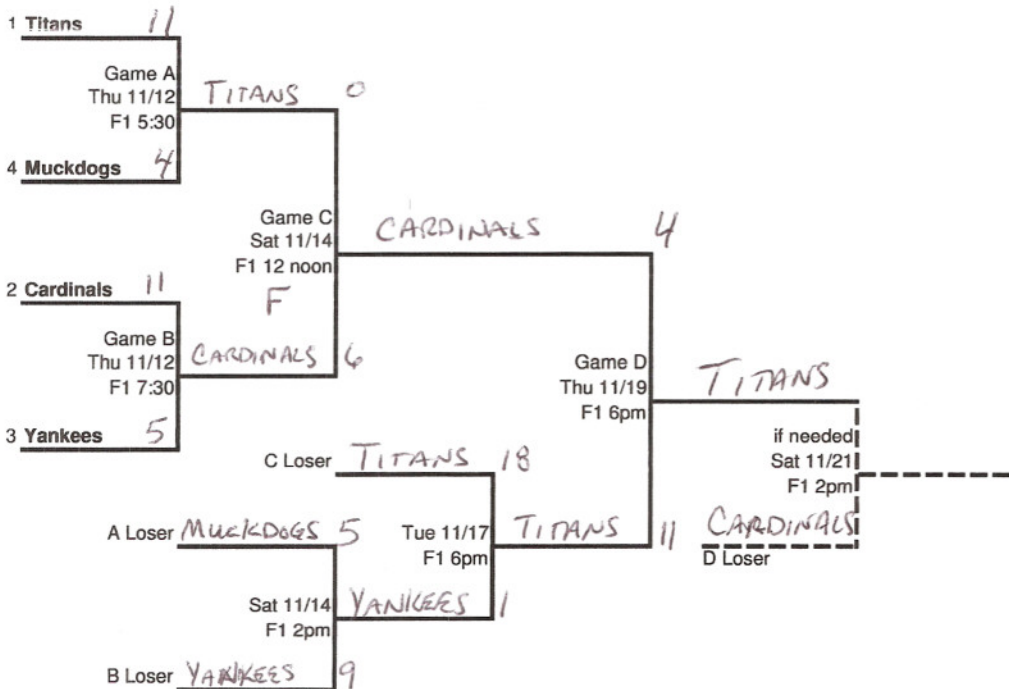 1 Titans 11
Game A
Thu 11/12
F1 5:30
TITANS 0
4 Muckdogs 4
Game C
Sat 11/14
F1 12 noon
F
CARDINALS 4
2 Cardinals 11
Game B
Thu 11/12
F1 7:30
CARDINALS 6
3 Yankees 5
Game D
Thu 11/19
F1 6pm
TITANS
if needed
Sat 11/21
F1 2pm
C Loser TITANS 18
A Loser MUCKDOGS 5
Tue 11/17
F1 6pm
TITANS 11
CARDINALS
D Loser
Sat 11/14
F1 2pm
YANKEES 1
B Loser YANKEES 9